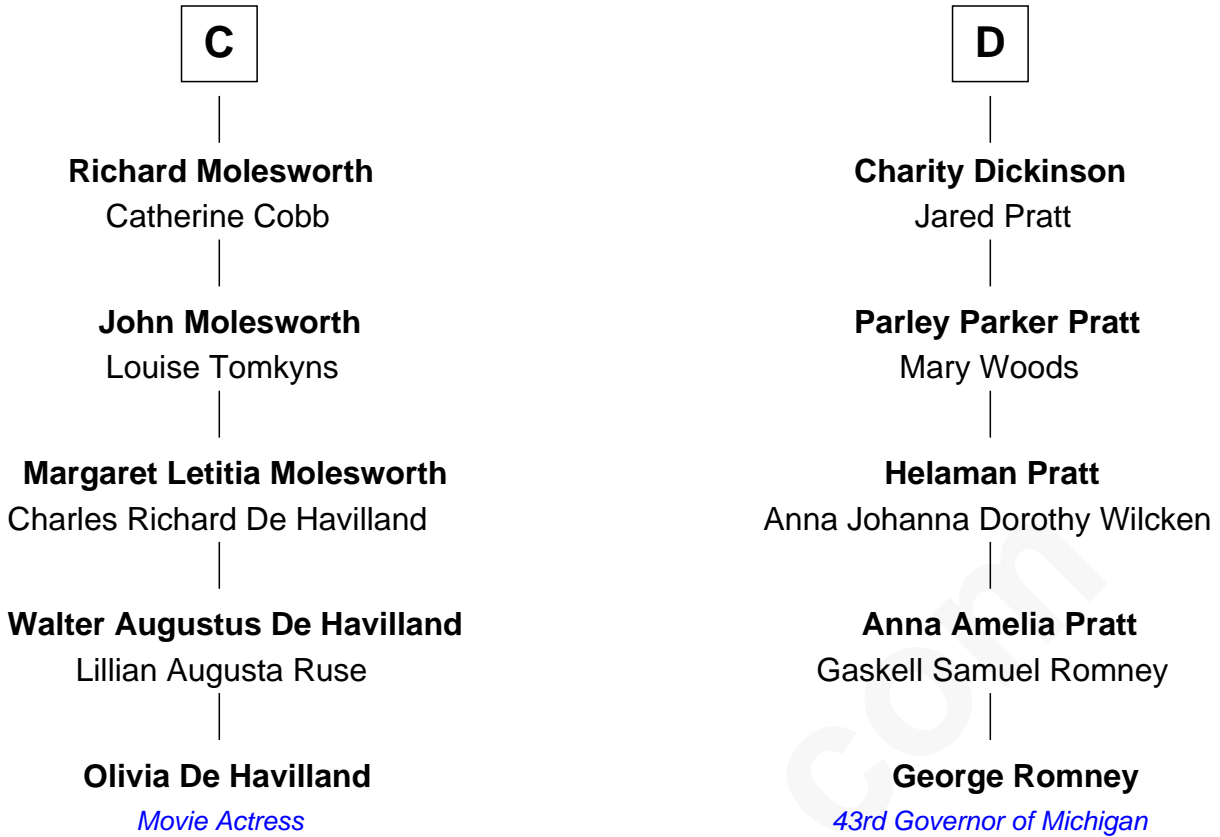 C
Richard Molesworth
Catherine Cobb
John Molesworth
Louise Tomkyns
Margaret Letitia Molesworth
Charles Richard De Havilland
Walter Augustus De Havilland
Lillian Augusta Ruse
Olivia De Havilland
Movie Actress
D
Charity Dickinson
Jared Pratt
Parley Parker Pratt
Mary Woods
Helaman Pratt
Anna Johanna Dorothy Wilcken
Anna Amelia Pratt
Gaskell Samuel Romney
George Romney
43rd Governor of Michigan
com